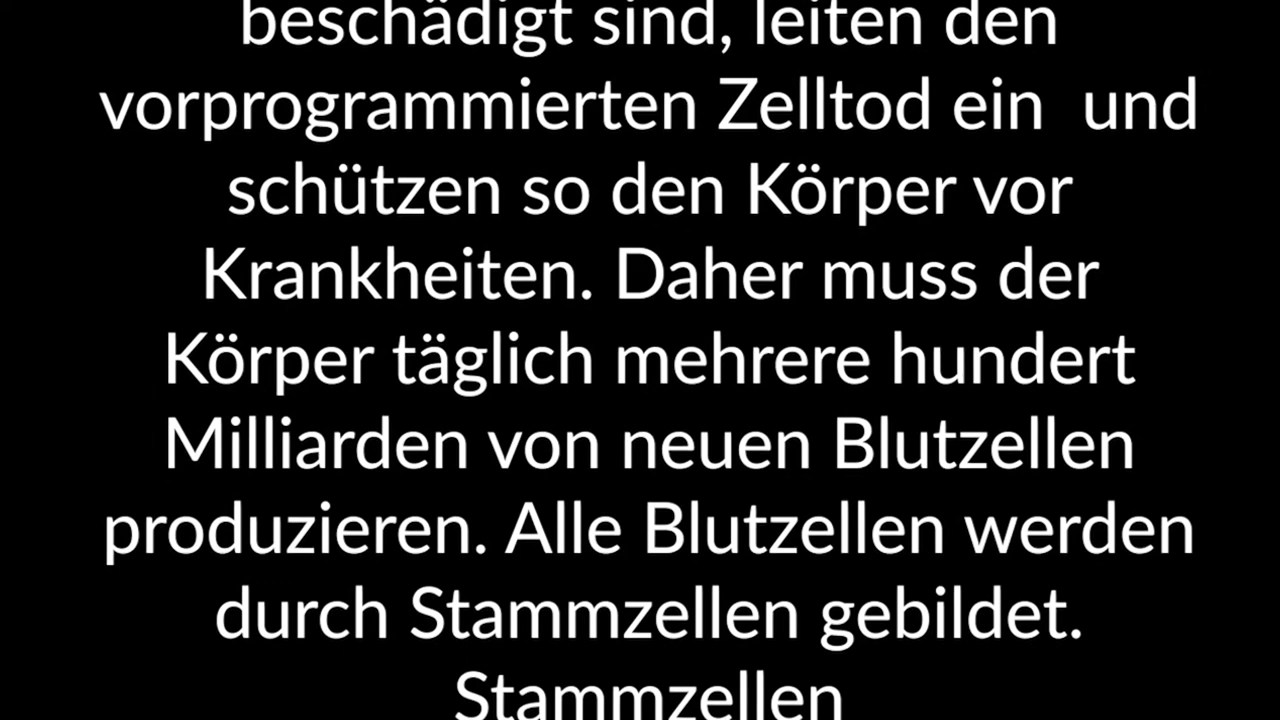 beschädigt sind, leiten den
vorprogrammierten Zelltod ein  und
schützen so den Körper vor
Krankheiten. Daher muss der
Körper täglich mehrere hundert
Milliarden von neuen Blutzellen
produzieren. Alle Blutzellen werden
durch Stammzellen gebildet.
Stammzellen